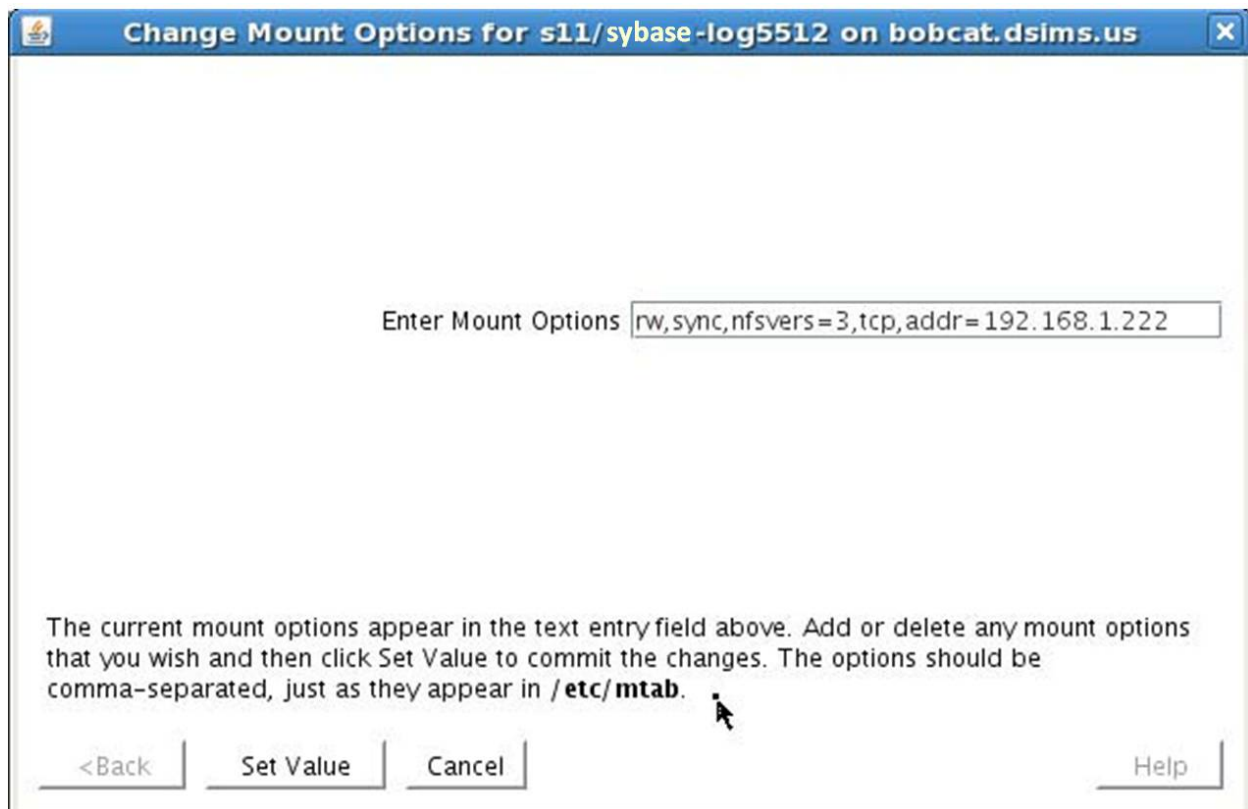 Change Mount Options for s11/sybase-log5512 on bobcat.dsims.us
Enter Mount Options rw,sync,nfsvers=3,tcp,addr=192.168.1.222
The current mount options appear in the text entry field above. Add or delete any mount options
that you wish and then click Set Value to commit the changes. The options should be
comma-separated, just as they appear in /etc/mtab.
<Back Set Value Cancel Help